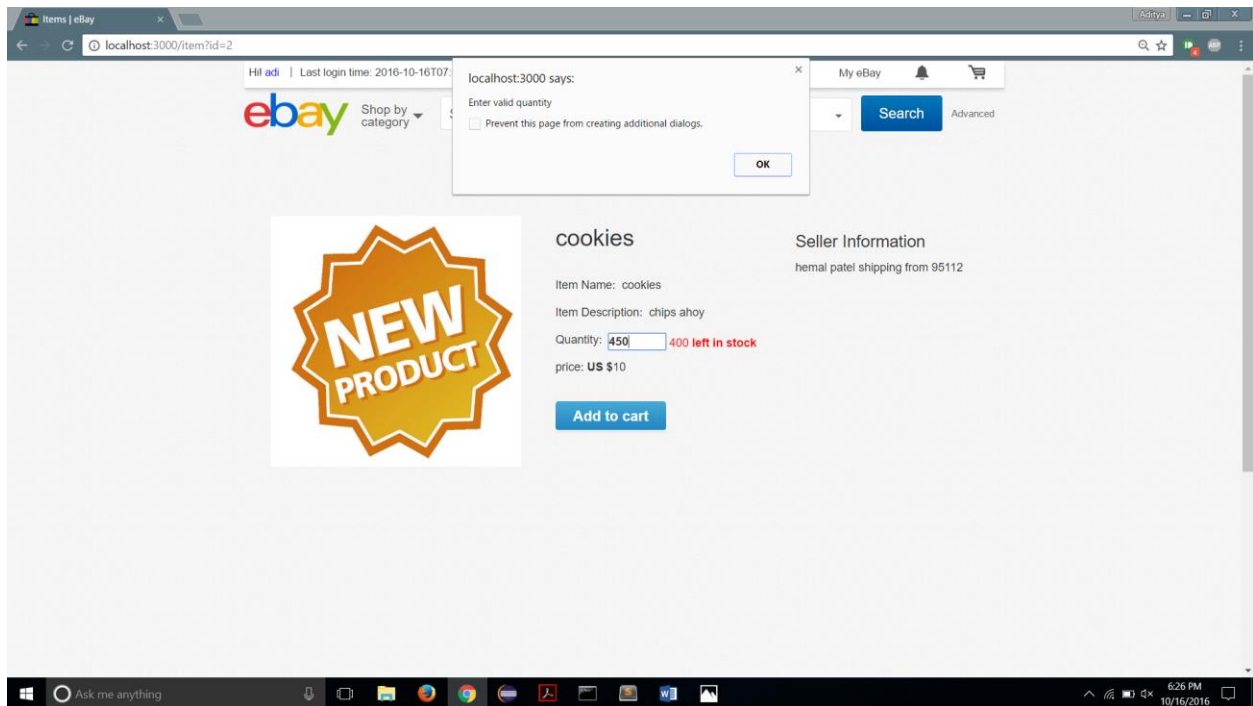 Items | eBay
Aditya
localhost:3000/item?id=2
Hi! adi | Last login time: 2016-10-16T07:
My eBay
localhost:3000 says:
Enter valid quantity
Prevent this page from creating additional dialogs.
OK
ebay
Shop by
category
Search
Advanced
NEW
PRODUCT
cookies
Item Name: cookies
Item Description: chips ahoy
Quantity: 450 400 left in stock
price: US $10
Add to cart
Seller Information
hemal patel shipping from 95112
Ask me anything
6:26 PM
10/16/2016